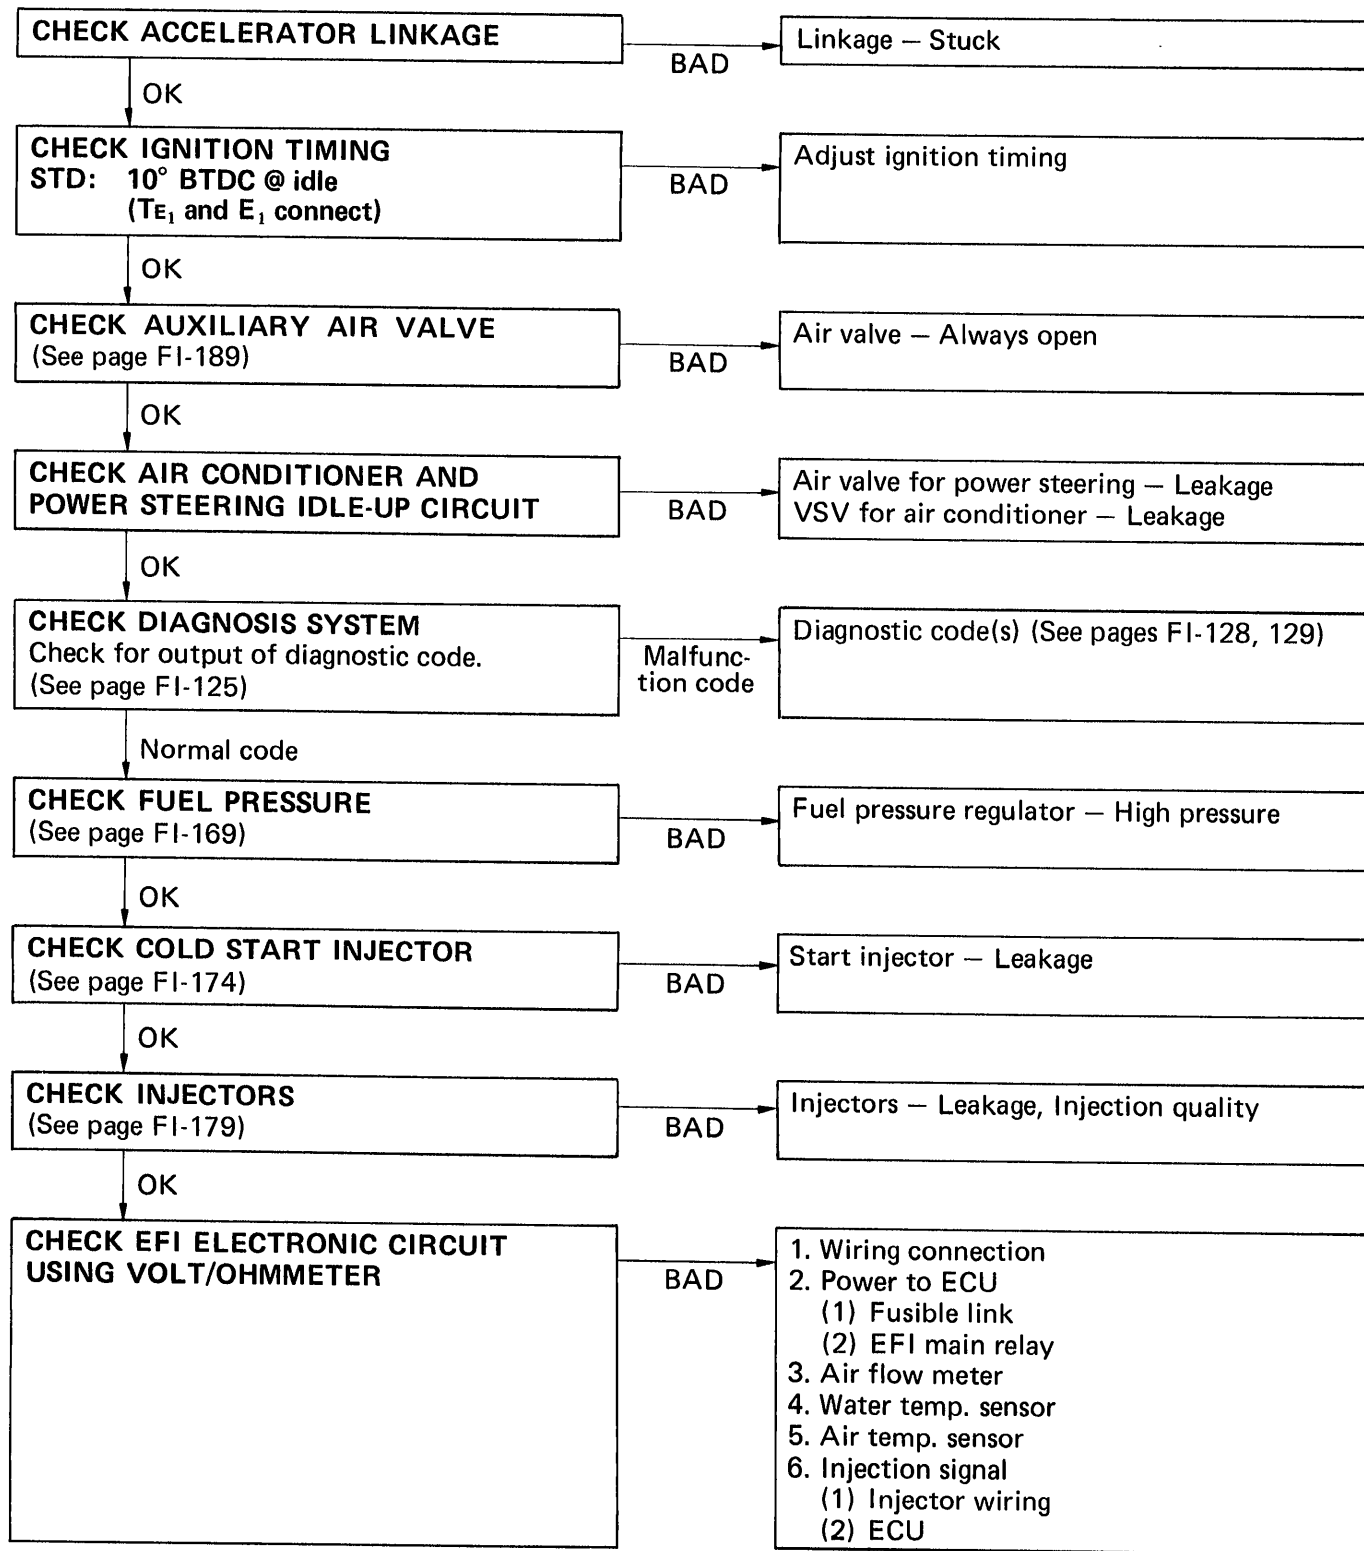 CHECK ACCELERATOR LINKAGE
BAD
Linkage — Stuck
OK
CHECK IGNITION TIMING
STD: 10° BTDC @ idle
(TE₁ and E₁ connect)
BAD
Adjust ignition timing
OK
CHECK AUXILIARY AIR VALVE
(See page FI-189)
BAD
Air valve — Always open
OK
CHECK AIR CONDITIONER AND
POWER STEERING IDLE-UP CIRCUIT
BAD
Air valve for power steering — Leakage
VSV for air conditioner — Leakage
OK
CHECK DIAGNOSIS SYSTEM
Check for output of diagnostic code.
(See page FI-125)
Malfunc-
tion code
Diagnostic code(s) (See pages FI-128, 129)
Normal code
CHECK FUEL PRESSURE
(See page FI-169)
BAD
Fuel pressure regulator — High pressure
OK
CHECK COLD START INJECTOR
(See page FI-174)
BAD
Start injector — Leakage
OK
CHECK INJECTORS
(See page FI-179)
BAD
Injectors — Leakage, Injection quality
OK
CHECK EFI ELECTRONIC CIRCUIT
USING VOLT/OHMMETER
BAD
1. Wiring connection
2. Power to ECU
(1) Fusible link
(2) EFI main relay
3. Air flow meter
4. Water temp. sensor
5. Air temp. sensor
6. Injection signal
(1) Injector wiring
(2) ECU